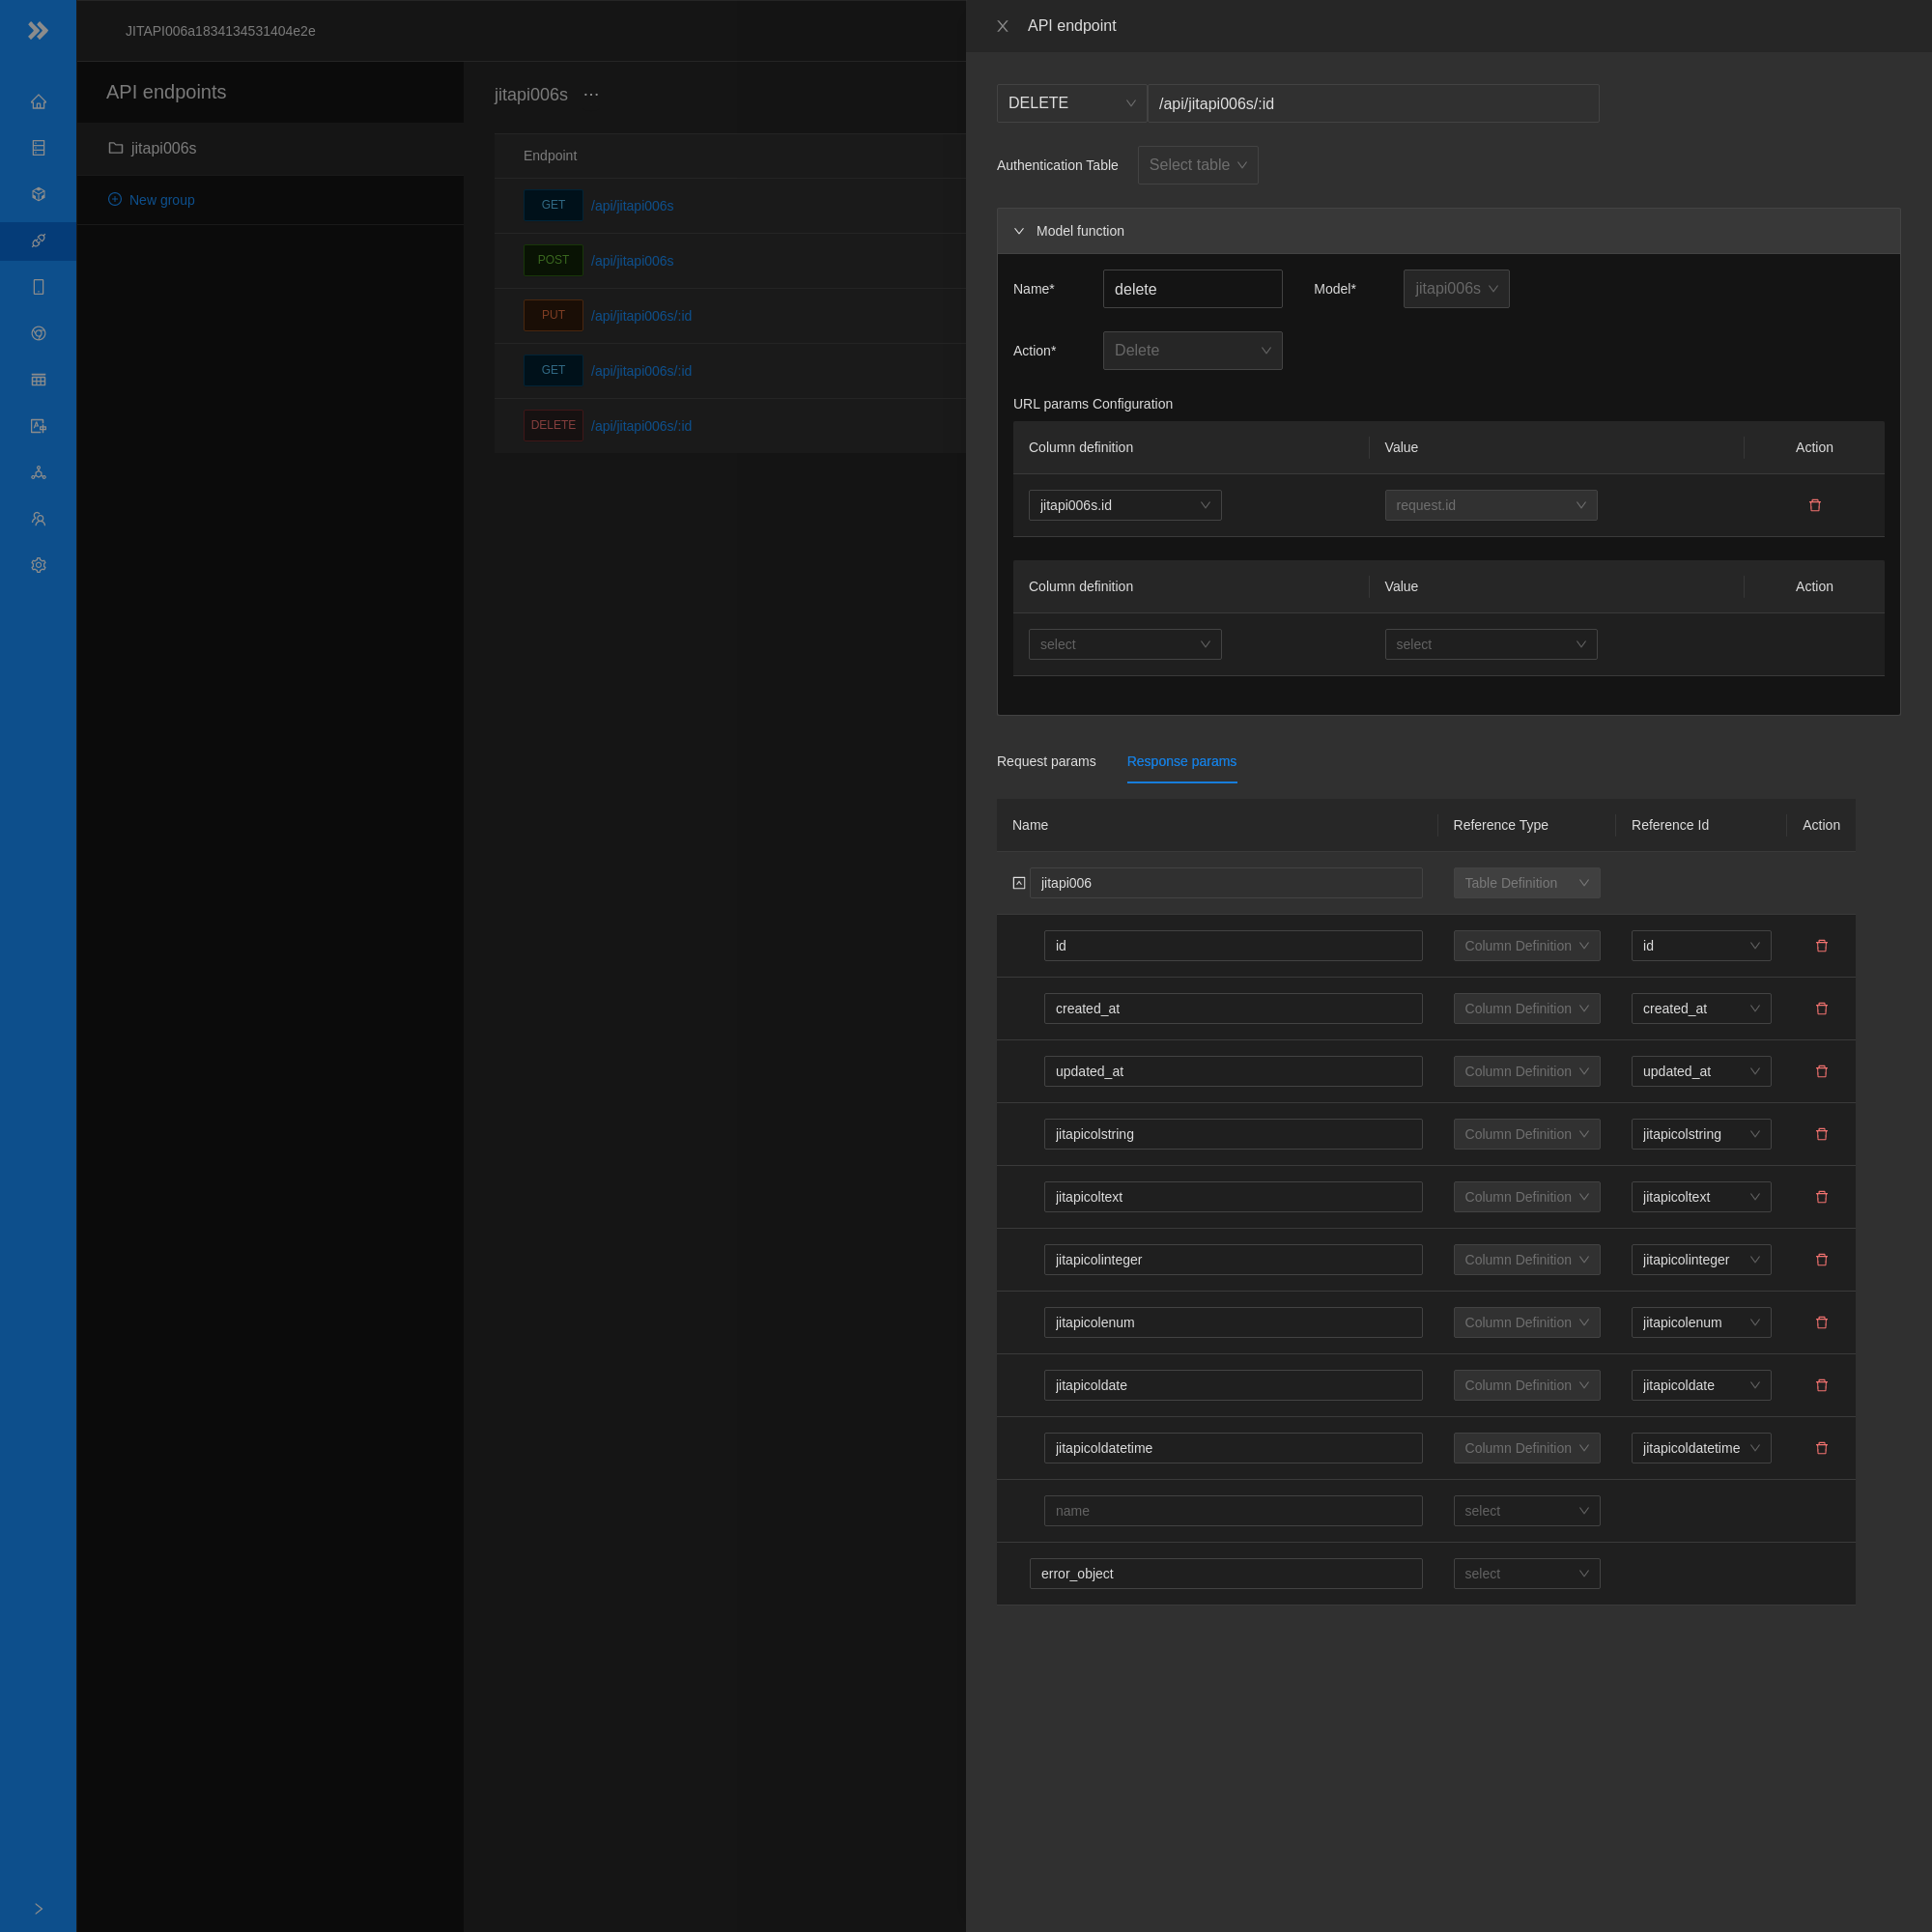 JITAPI006a1834134531404e2e
API endpoints
jitapi006s
New group
jitapi006s ···
Endpoint
GET /api/jitapi006s
POST /api/jitapi006s
PUT /api/jitapi006s/:id
GET /api/jitapi006s/:id
DELETE /api/jitapi006s/:id
API endpoint
DELETE /api/jitapi006s/:id
Authentication Table Select table
Model function
Name* delete Model* jitapi006s
Action* Delete
URL params Configuration
Column definition Value Action
jitapi006s.id request.id
Column definition Value Action
select select
Request params Response params
Name Reference Type Reference Id Action
jitapi006 Table Definition
id Column Definition id
created_at Column Definition created_at
updated_at Column Definition updated_at
jitapicolstring Column Definition jitapicolstring
jitapicoltext Column Definition jitapicoltext
jitapicolinteger Column Definition jitapicolinteger
jitapicolenum Column Definition jitapicolenum
jitapicoldate Column Definition jitapicoldate
jitapicoldatetime Column Definition jitapicoldatetime
name select
error_object select